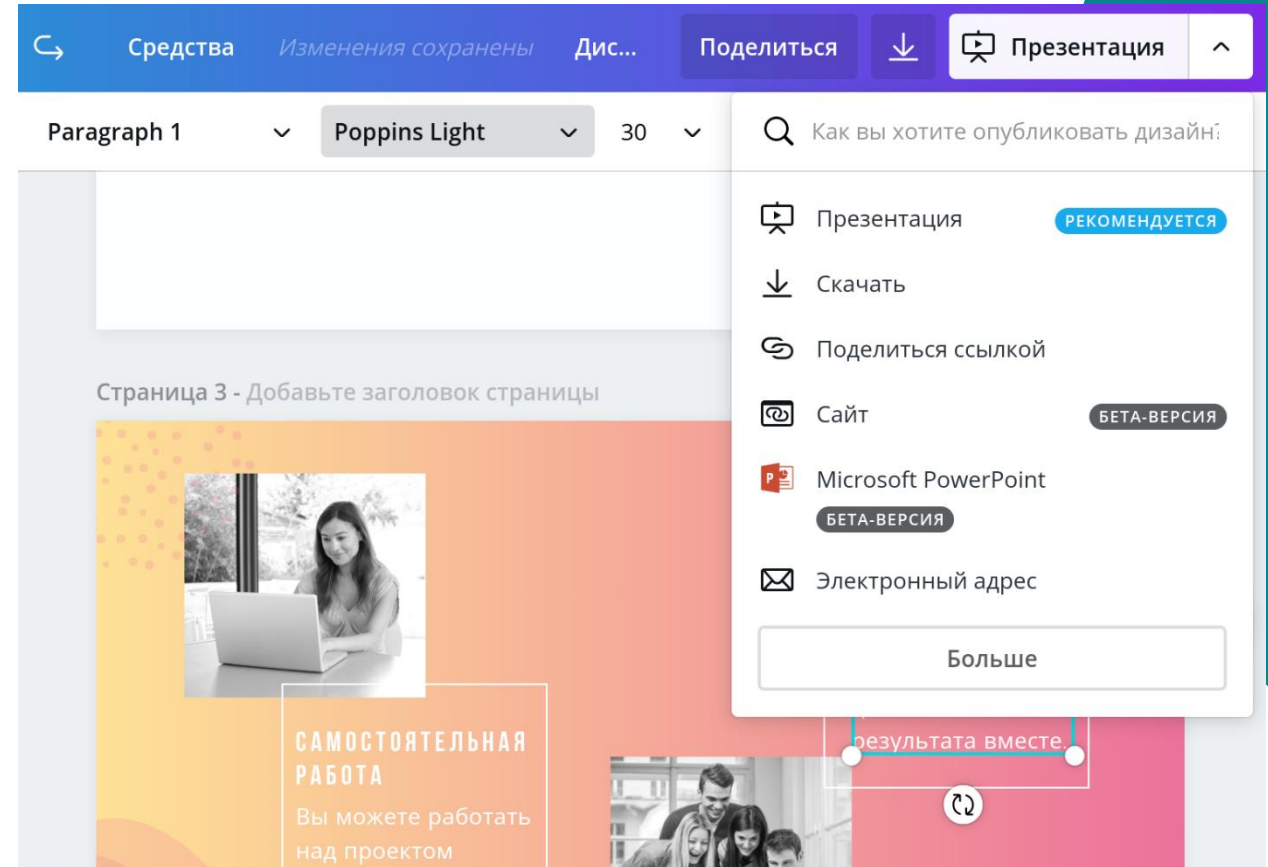 Средства Изменения сохранены Дис... Поделиться Презентация
Paragraph 1 Poppins Light 30
Как вы хотите опубликовать дизайн
Презентация РЕКОМЕНДУЕТСЯ
Скачать
Поделиться ссылкой
Сайт БЕТА-ВЕРСИЯ
Microsoft PowerPoint
БЕТА-ВЕРСИЯ
Электронный адрес
Больше
Страница 3 - Добавьте заголовок страницы
САМОСТОЯТЕЛЬНАЯ
РАБОТА
Вы можете работать
над проектом
результата вместе.